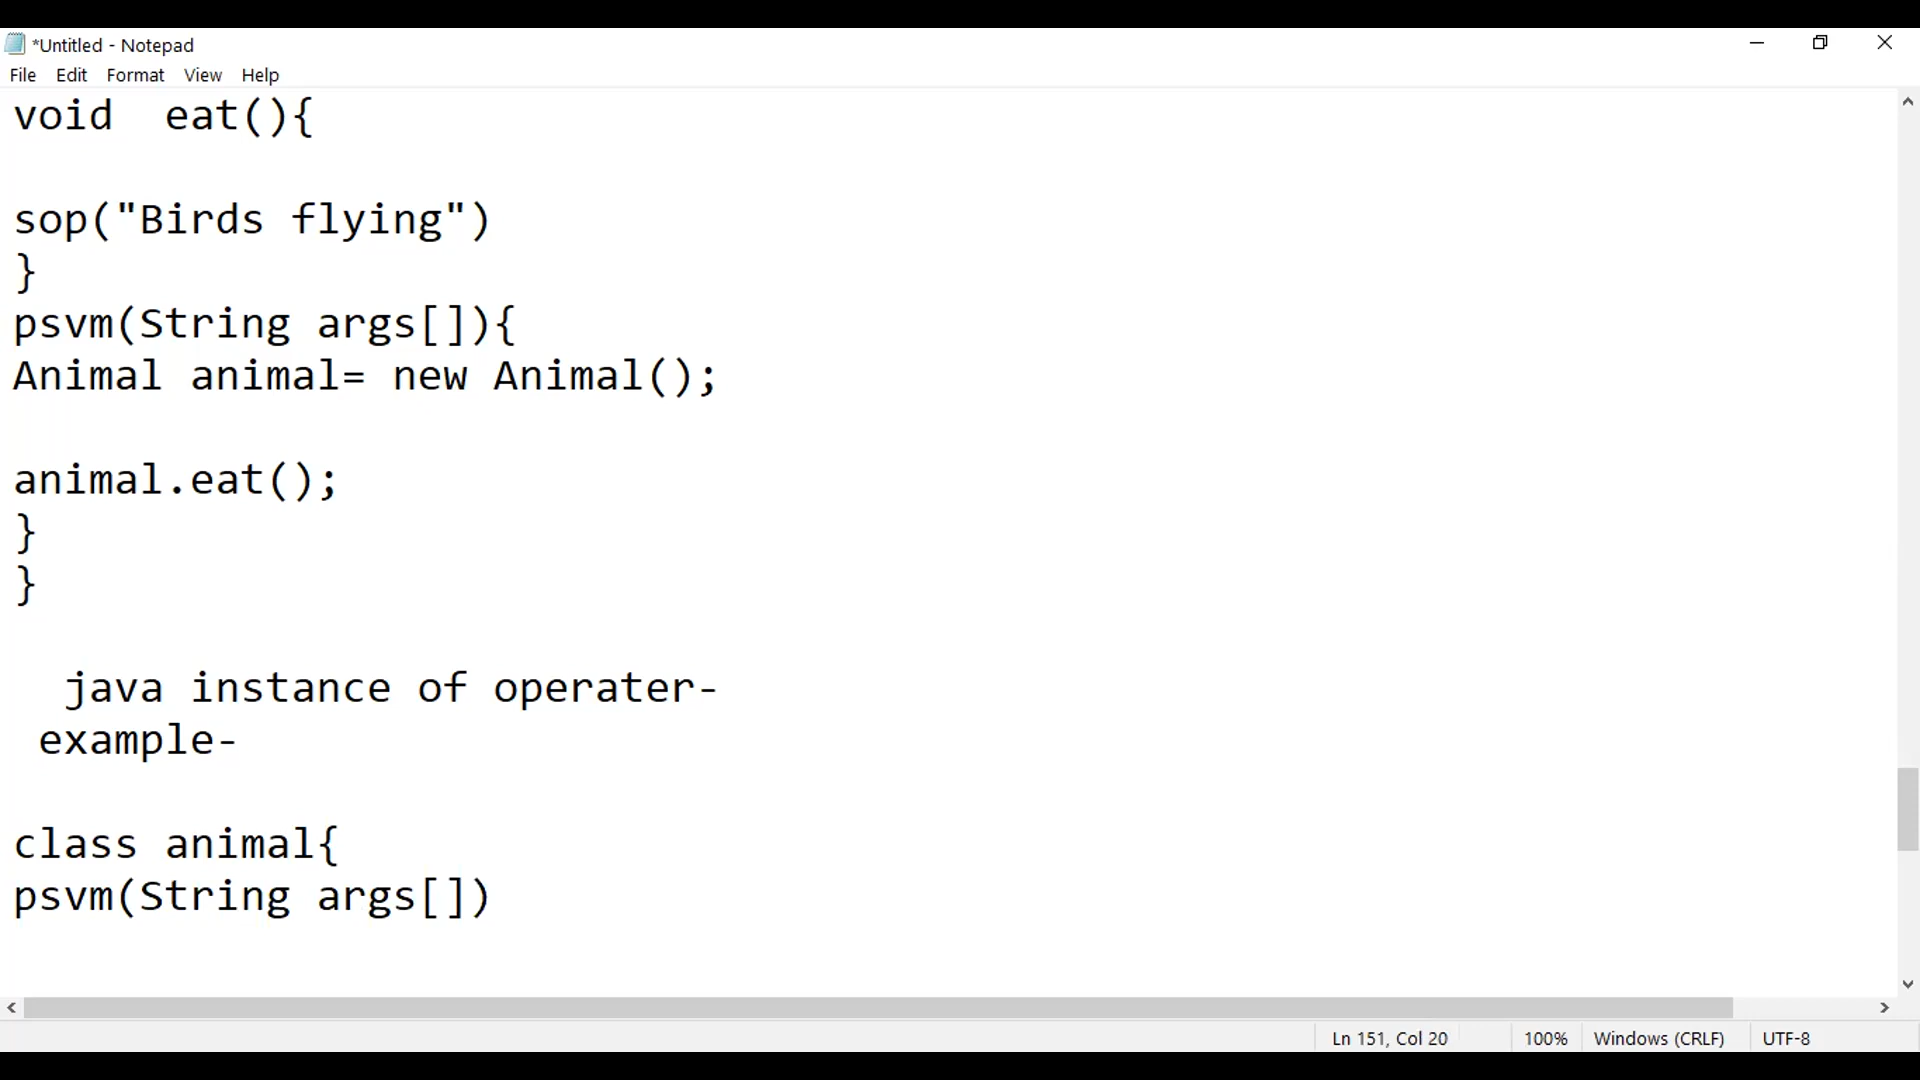 *Untitled - Notepad
File Edit Format View Help
void  eat(){
sop("Birds flying")
}
psvm(String args[]){
Animal animal= new Animal();
animal.eat();
}
}
java instance of operater-
example-
class animal{
psvm(String args[])
Ln 151, Col 20 100% Windows (CRLF) UTF-8